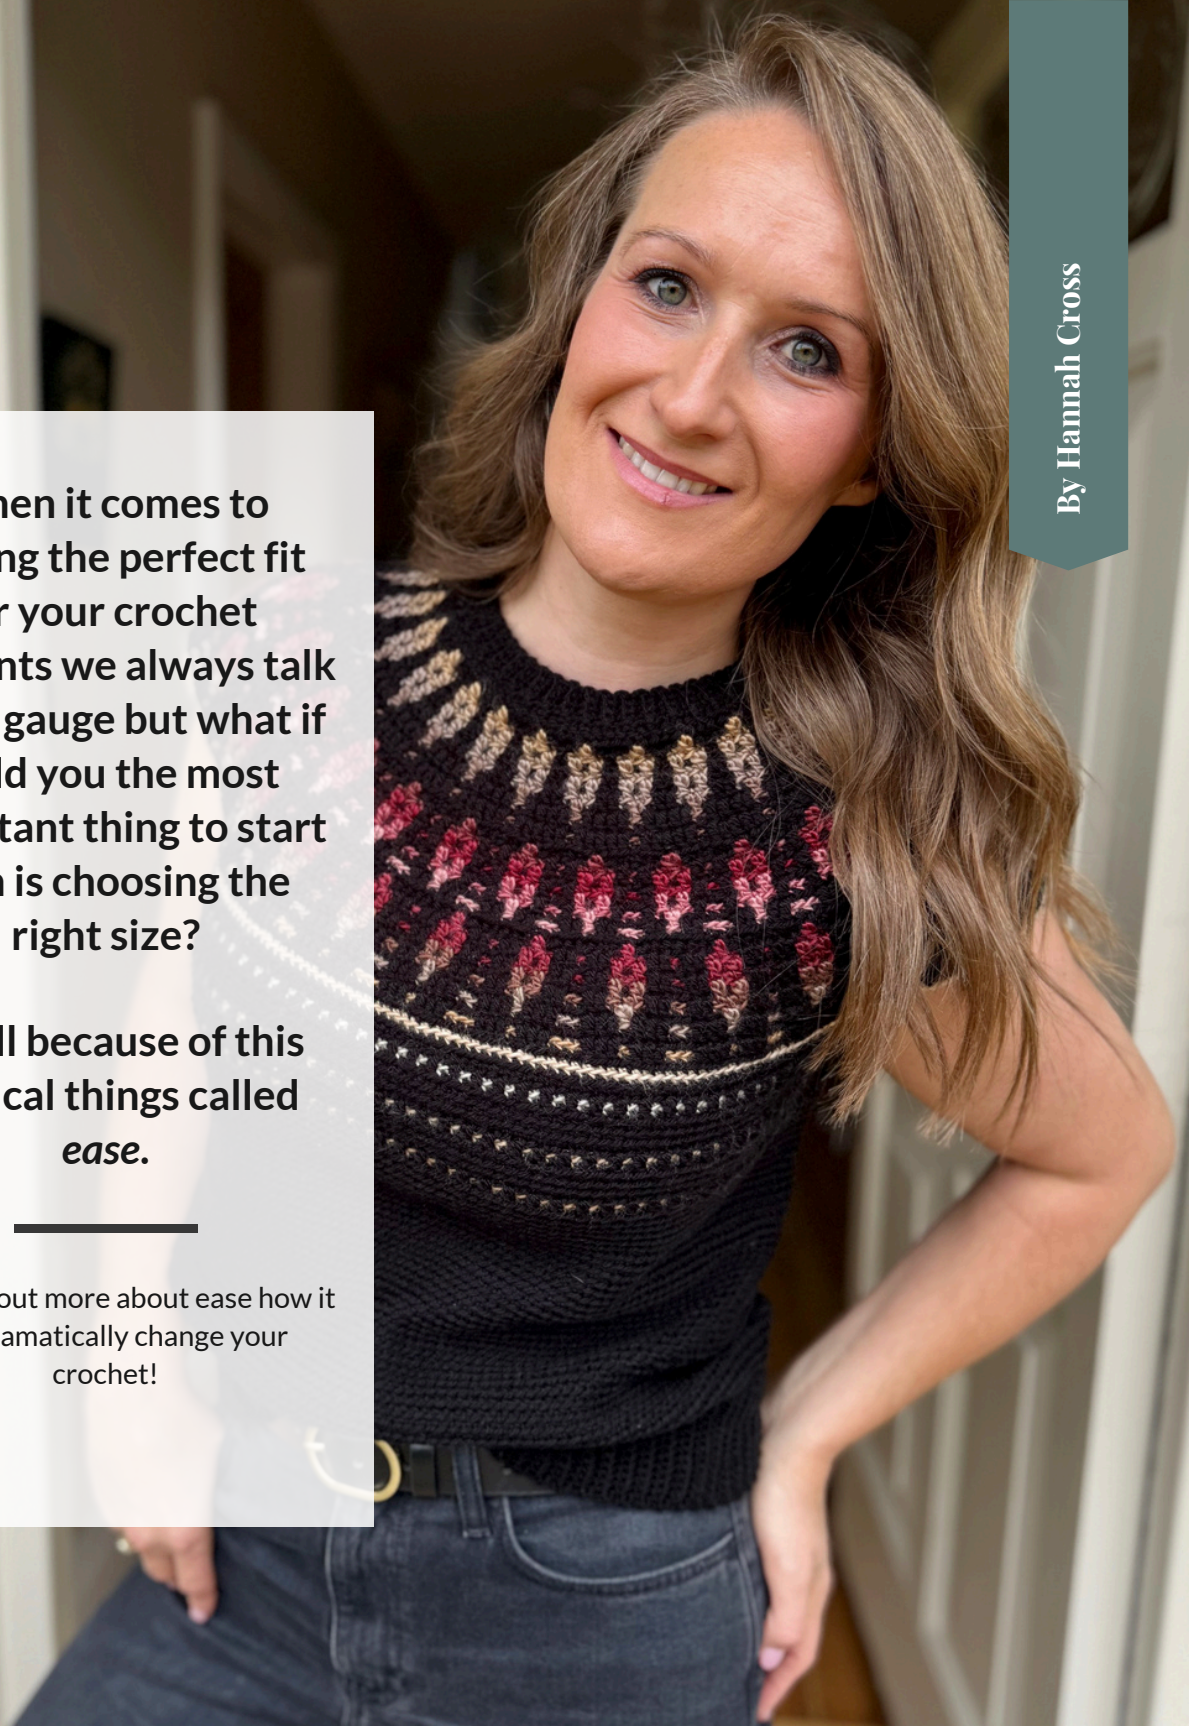 hen it comes to
ng the perfect fit
r your crochet
nts we always talk
gauge but what if
ld you the most
tant thing to start
n is choosing the
right size?
ll because of this
cal things called
ease.
out more about ease how it
amatically change your
crochet!
By Hannah Cross